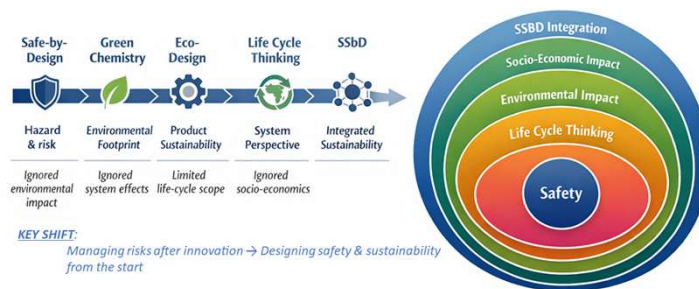 Safe-by-
Design
Green
Chemistry
Eco-
Design
Life Cycle
Thinking
SSbD
Hazard
& risk
Environmental
Footprint
Product
Sustainability
System
Perspective
Integrated
Sustainability
Ignored
environmental
impact
Ignored
system effects
Limited
life-cycle scope
Ignored
socio-economics
KEY SHIFT:
Managing risks after innovation → Designing safety & sustainability
from the start
SSBD Integration
Socio-Economic Impact
Environmental Impact
Life Cycle Thinking
Safety